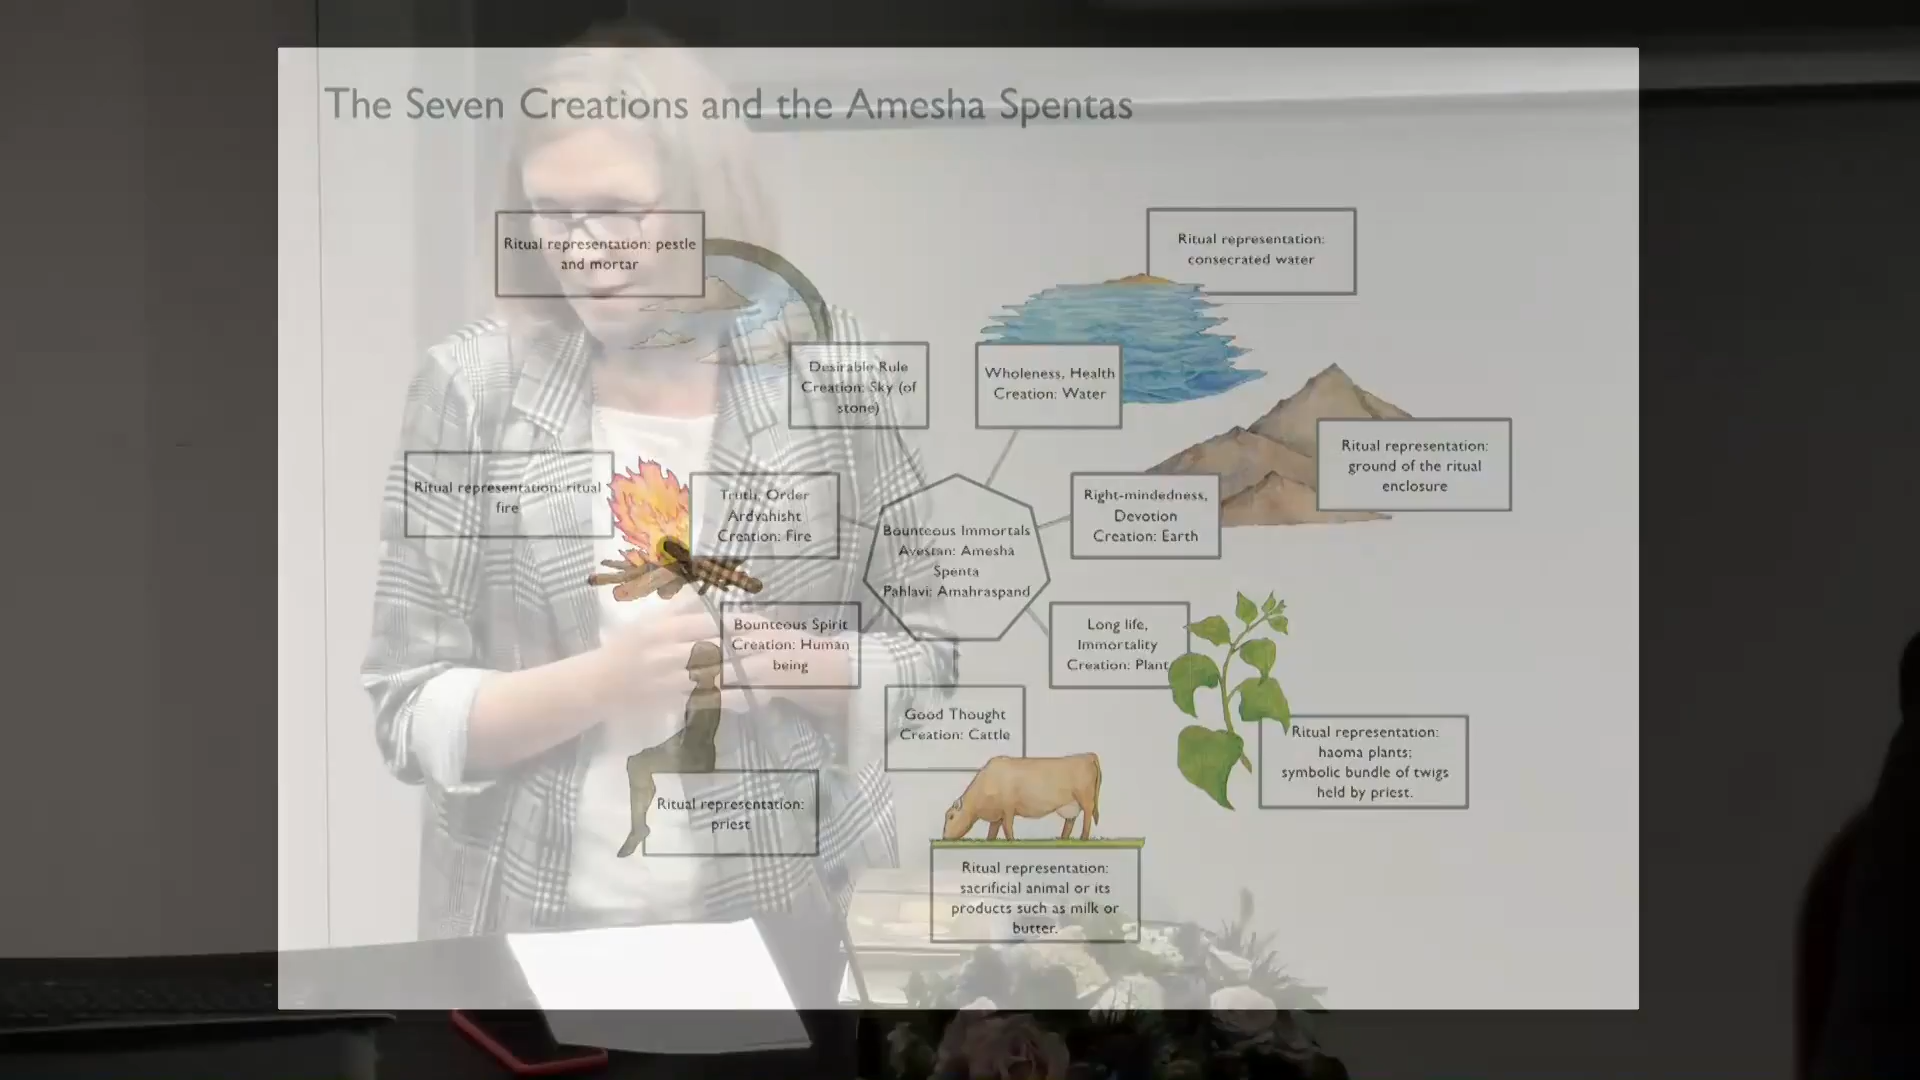 The Seven Creations and the Amesha Spentas
Ritual representation: pestle
and mortar
Ritual representation:
consecrated water
Desirable Rule
Creation: Sky (of
stone)
Wholeness, Health
Creation: Water
Ritual representation:
ground of the ritual
enclosure
Ritual representation: ritual
fire
Truth, Order
Ardvahisht
Creation: Fire
Bounteous Immortals
Avestan: Amesha
Spenta
Pahlavi: Amahraspand
Right-mindedness,
Devotion
Creation: Earth
Bounteous Spirit
Creation: Human
being
Long life,
Immortality
Creation: Plant
Good Thought
Creation: Cattle
Ritual representation:
haoma plants;
symbolic bundle of twigs
held by priest.
Ritual representation:
priest
Ritual representation:
sacrificial animal or its
products such as milk or
butter.